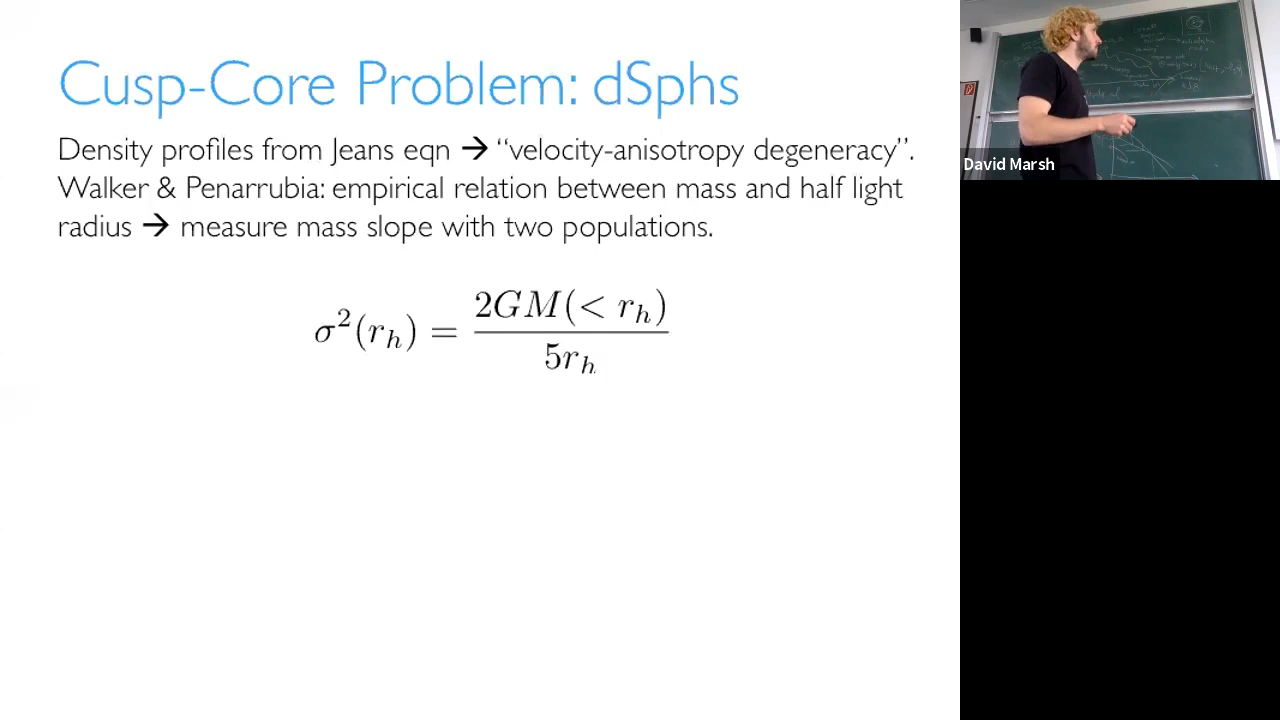 Cusp-Core Problem: dSphs
Density profiles from Jeans eqn → “velocity-anisotropy degeneracy”.
Walker & Penarrubia: empirical relation between mass and half light
radius → measure mass slope with two populations.
σ²(r_h) = 2GM(< r_h) / 5r_h
David Marsh